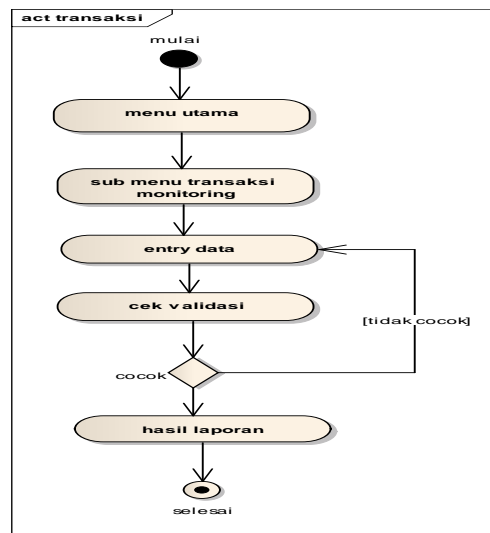 act transaksi
mulai
menu utama
sub menu transaksi
monitoring
entry data
cek validasi
[tidak cocok]
cocok
hasil laporan
selesai